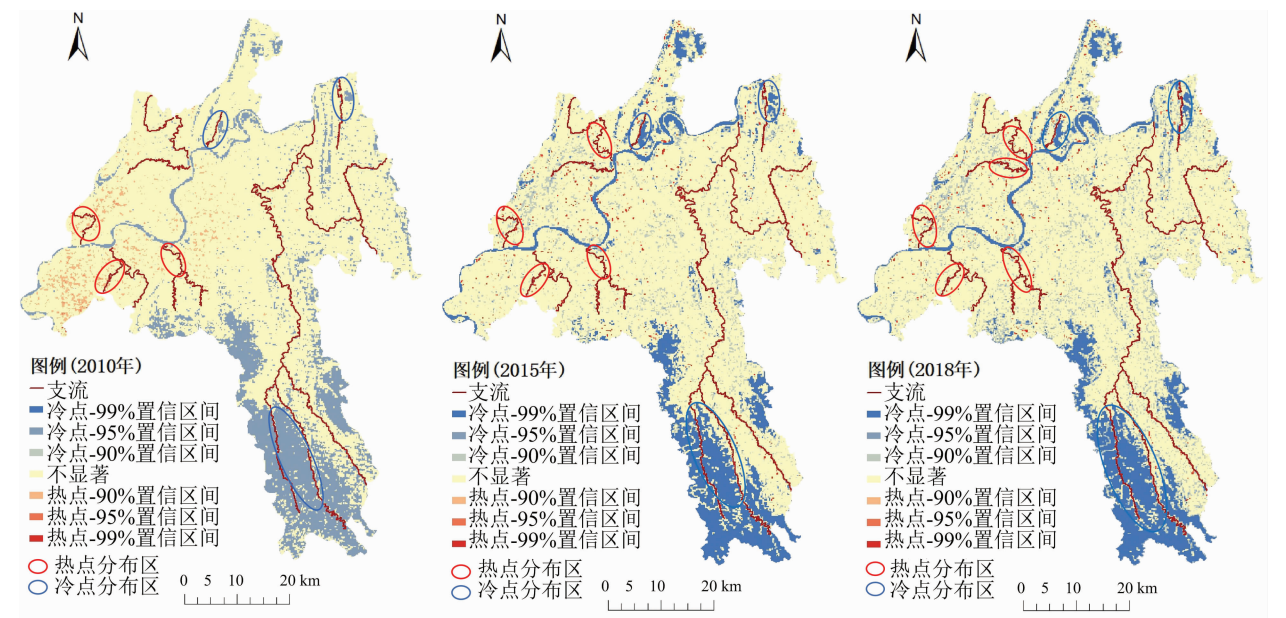 N
图例(2010年)
支流
冷点-99%置信区间
冷点-95%置信区间
冷点-90%置信区间
不显著
热点-90%置信区间
热点-95%置信区间
热点-99%置信区间
热点分布区
冷点分布区
0 5 10 20 km
N
图例(2015年)
支流
冷点-99%置信区间
冷点-95%置信区间
冷点-90%置信区间
不显著
热点-90%置信区间
热点-95%置信区间
热点-99%置信区间
热点分布区
冷点分布区
0 5 10 20 km
N
图例(2018年)
支流
冷点-99%置信区间
冷点-95%置信区间
冷点-90%置信区间
不显著
热点-90%置信区间
热点-95%置信区间
热点-99%置信区间
热点分布区
冷点分布区
0 5 10 20 km